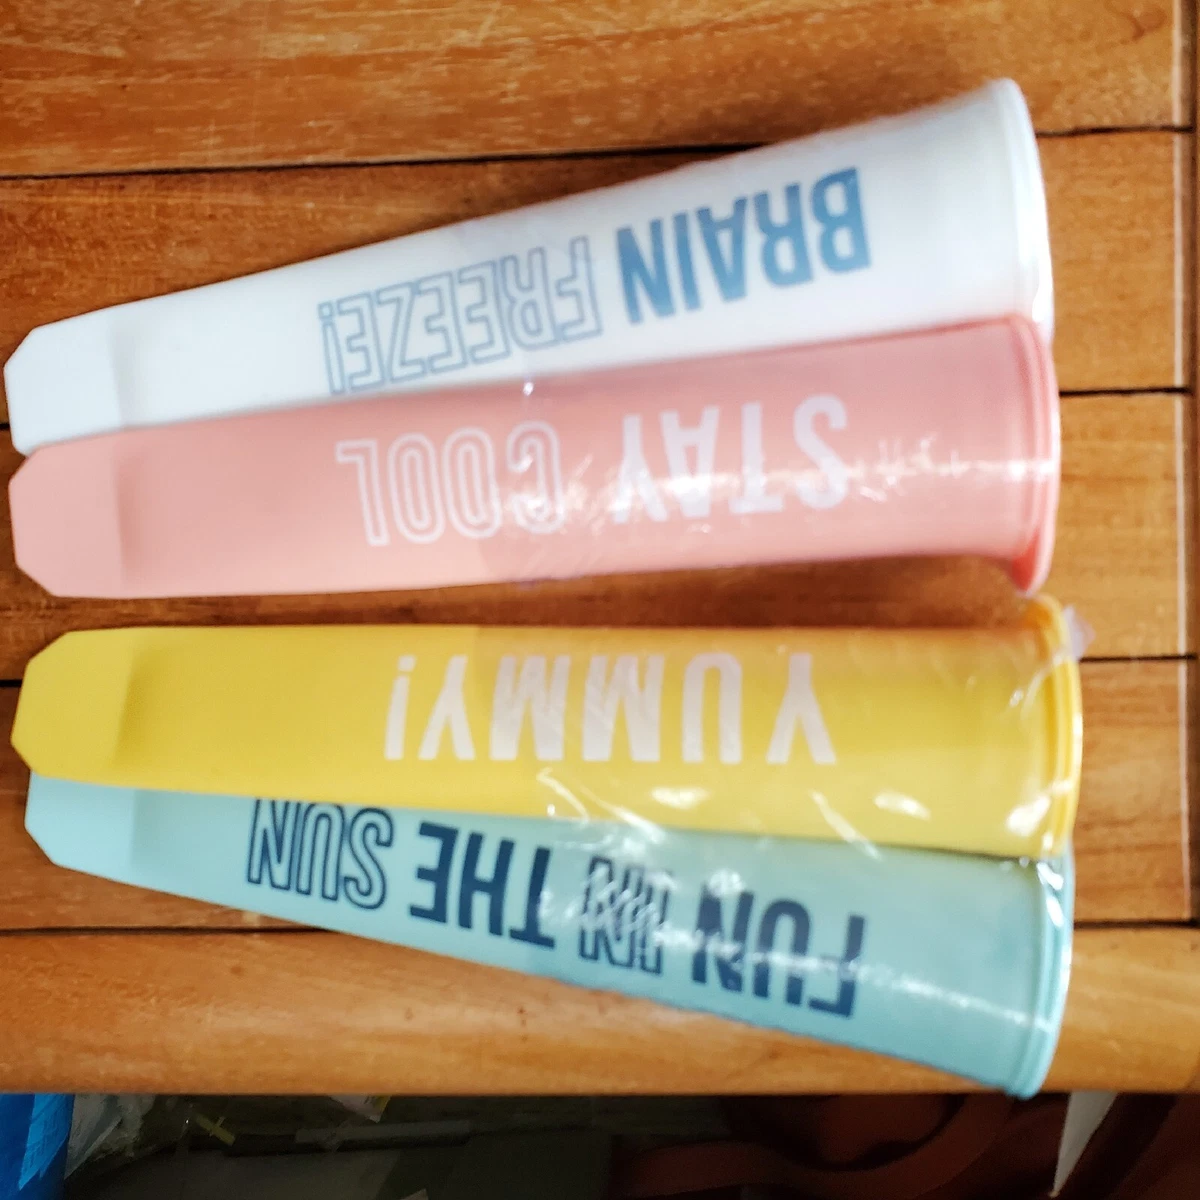 BRAIN FREEZE!
STAY COOL
YUMMY!
FUN IN THE SUN